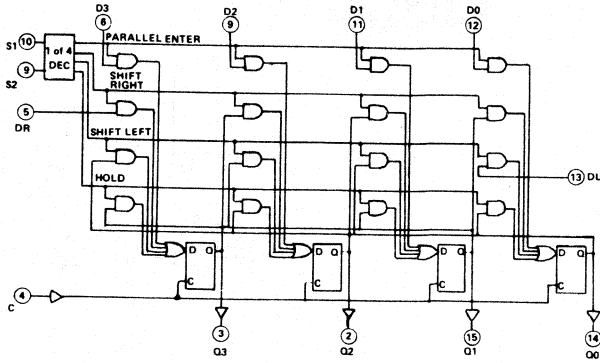 D3
6
D2
9
D1
11
D0
12
S1
10
1 of 4
DEC
9
S2
PARALLEL ENTER
SHIFT
RIGHT
5
DR
SHIFT LEFT
13
DL
HOLD
D Q
C
D Q
C
D Q
C
D Q
C
4
C
3
Q3
2
Q2
15
Q1
14
Q0